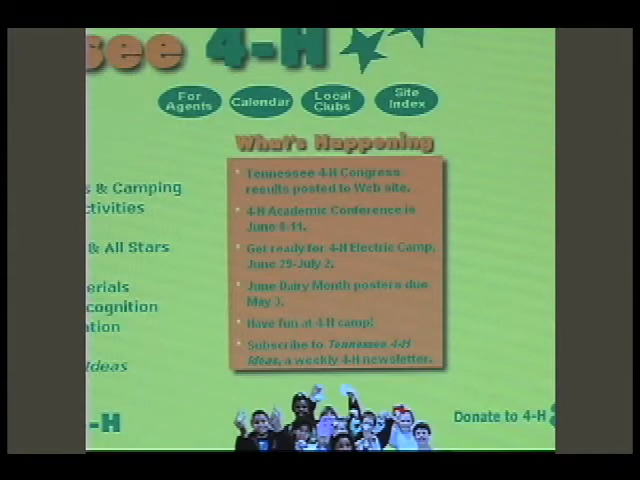 see 4-H
For Agents
Calendar
Local Clubs
Site Index
What's Happening
Tennessee 4-H Congress
results posted to Web site.
4-H Academic Conference is
June 8-11.
Get ready for 4-H Electric Camp,
June 29-July 2.
June Dairy Month posters due
May 3.
Have fun at 4-H camp!
Subscribe to Tennessee 4-H
Ideas, a weekly 4-H newsletter.
s & Camping
ctivities
& All Stars
erials
cognition
ation
Ideas
-H
Donate to 4-H